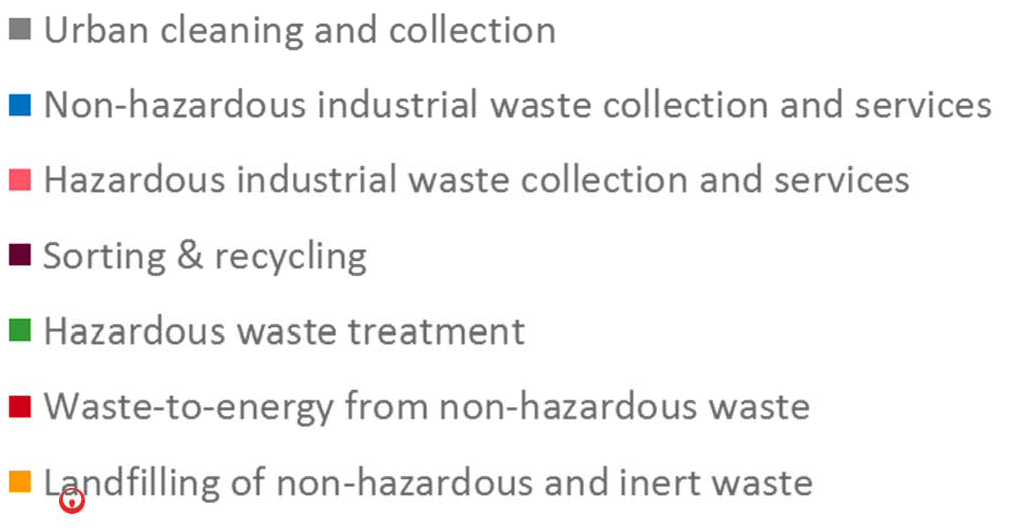 Urban cleaning and collection
Non-hazardous industrial waste collection and services
Hazardous industrial waste collection and services
Sorting & recycling
Hazardous waste treatment
Waste-to-energy from non-hazardous waste
Landfilling of non-hazardous and inert waste